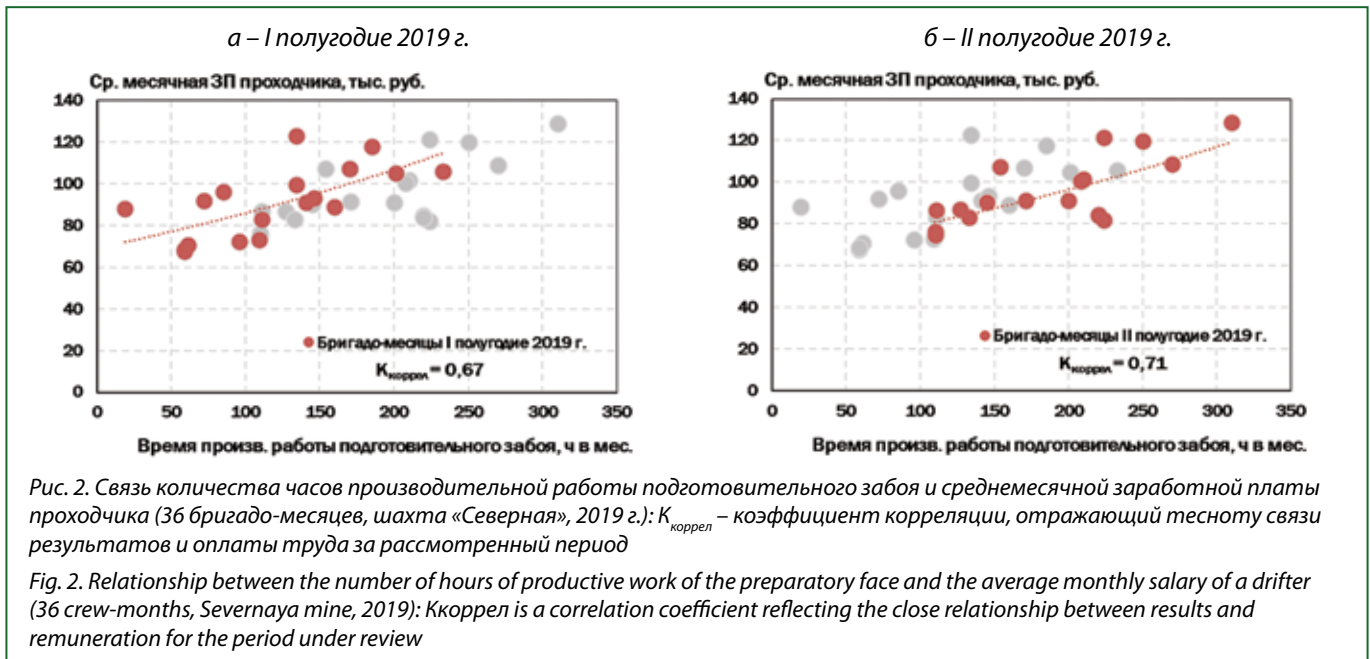 а – I полугодие 2019 г.
Ср. месячная ЗП проходчика, тыс. руб.
140
120
100
80
60
40
20
0
0 50 100 150 200 250 300 350
Бригадо-месяцы I полугодие 2019 г.
Ккоррел = 0,67
Время произв. работы подготовительного забоя, ч в мес.
б – II полугодие 2019 г.
Ср. месячная ЗП проходчика, тыс. руб.
140
120
100
80
60
40
20
0
0 50 100 150 200 250 300 350
Бригадо-месяцы II полугодие 2019 г.
Ккоррел = 0,71
Время произв. работы подготовительного забоя, ч в мес.
Рис. 2. Связь количества часов производительной работы подготовительного забоя и среднемесячной заработной платы
проходчика (36 бригадо-месяцев, шахта «Северная», 2019 г.): Ккоррел – коэффициент корреляции, отражающий тесноту связи
результатов и оплаты труда за рассмотренный период
Fig. 2. Relationship between the number of hours of productive work of the preparatory face and the average monthly salary of a drifter
(36 crew-months, Severnaya mine, 2019): Ккоррел is a correlation coefficient reflecting the close relationship between results and
remuneration for the period under review